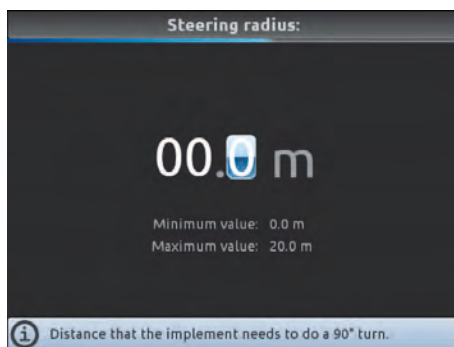 Steering radius:
00.0 m
Minimum value: 0.0 m
Maximum value: 20.0 m
Distance that the implement needs to do a 90° turn.